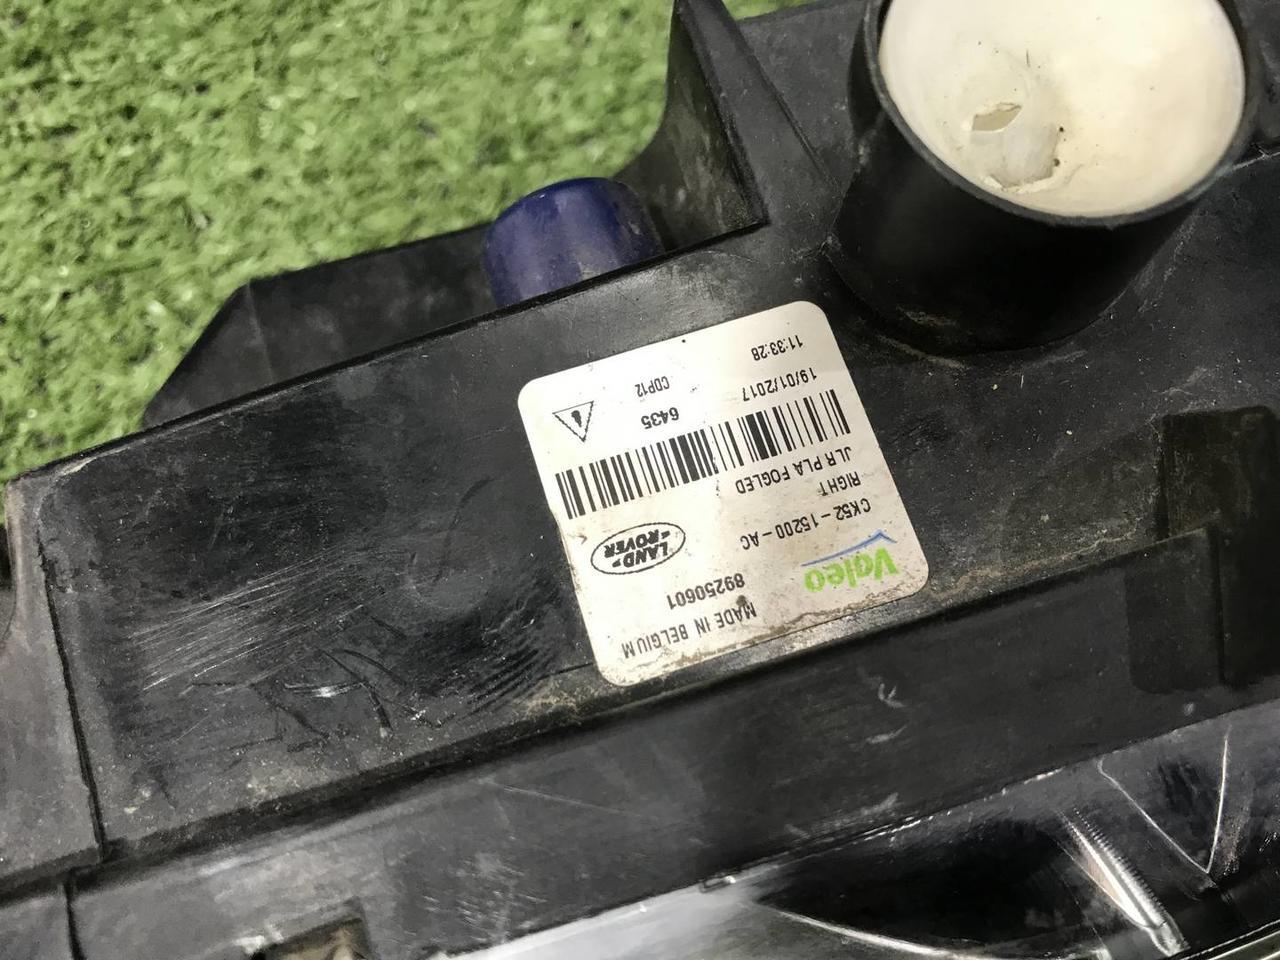 MADE IN BELGIUM
89250601
Valeo
LAND-
-ROVER
CK52-15200-AC
RIGHT
JLR PLA FOGLED
6435
19/01/2017
CDP12
11:33:28